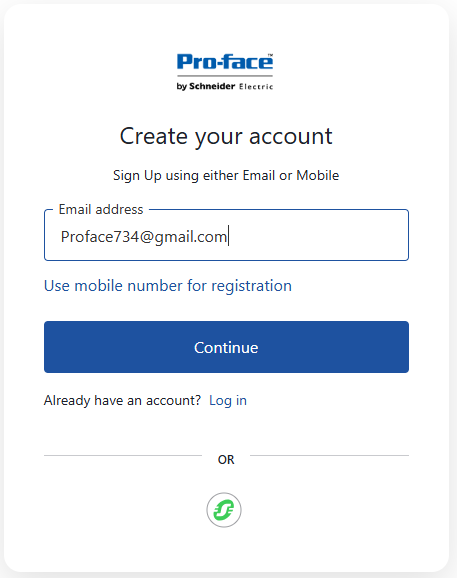 Pro-face™
by Schneider Electric
Create your account
Sign Up using either Email or Mobile
Email address
Proface734@gmail.com
Use mobile number for registration
Continue
Already have an account? Log in
OR